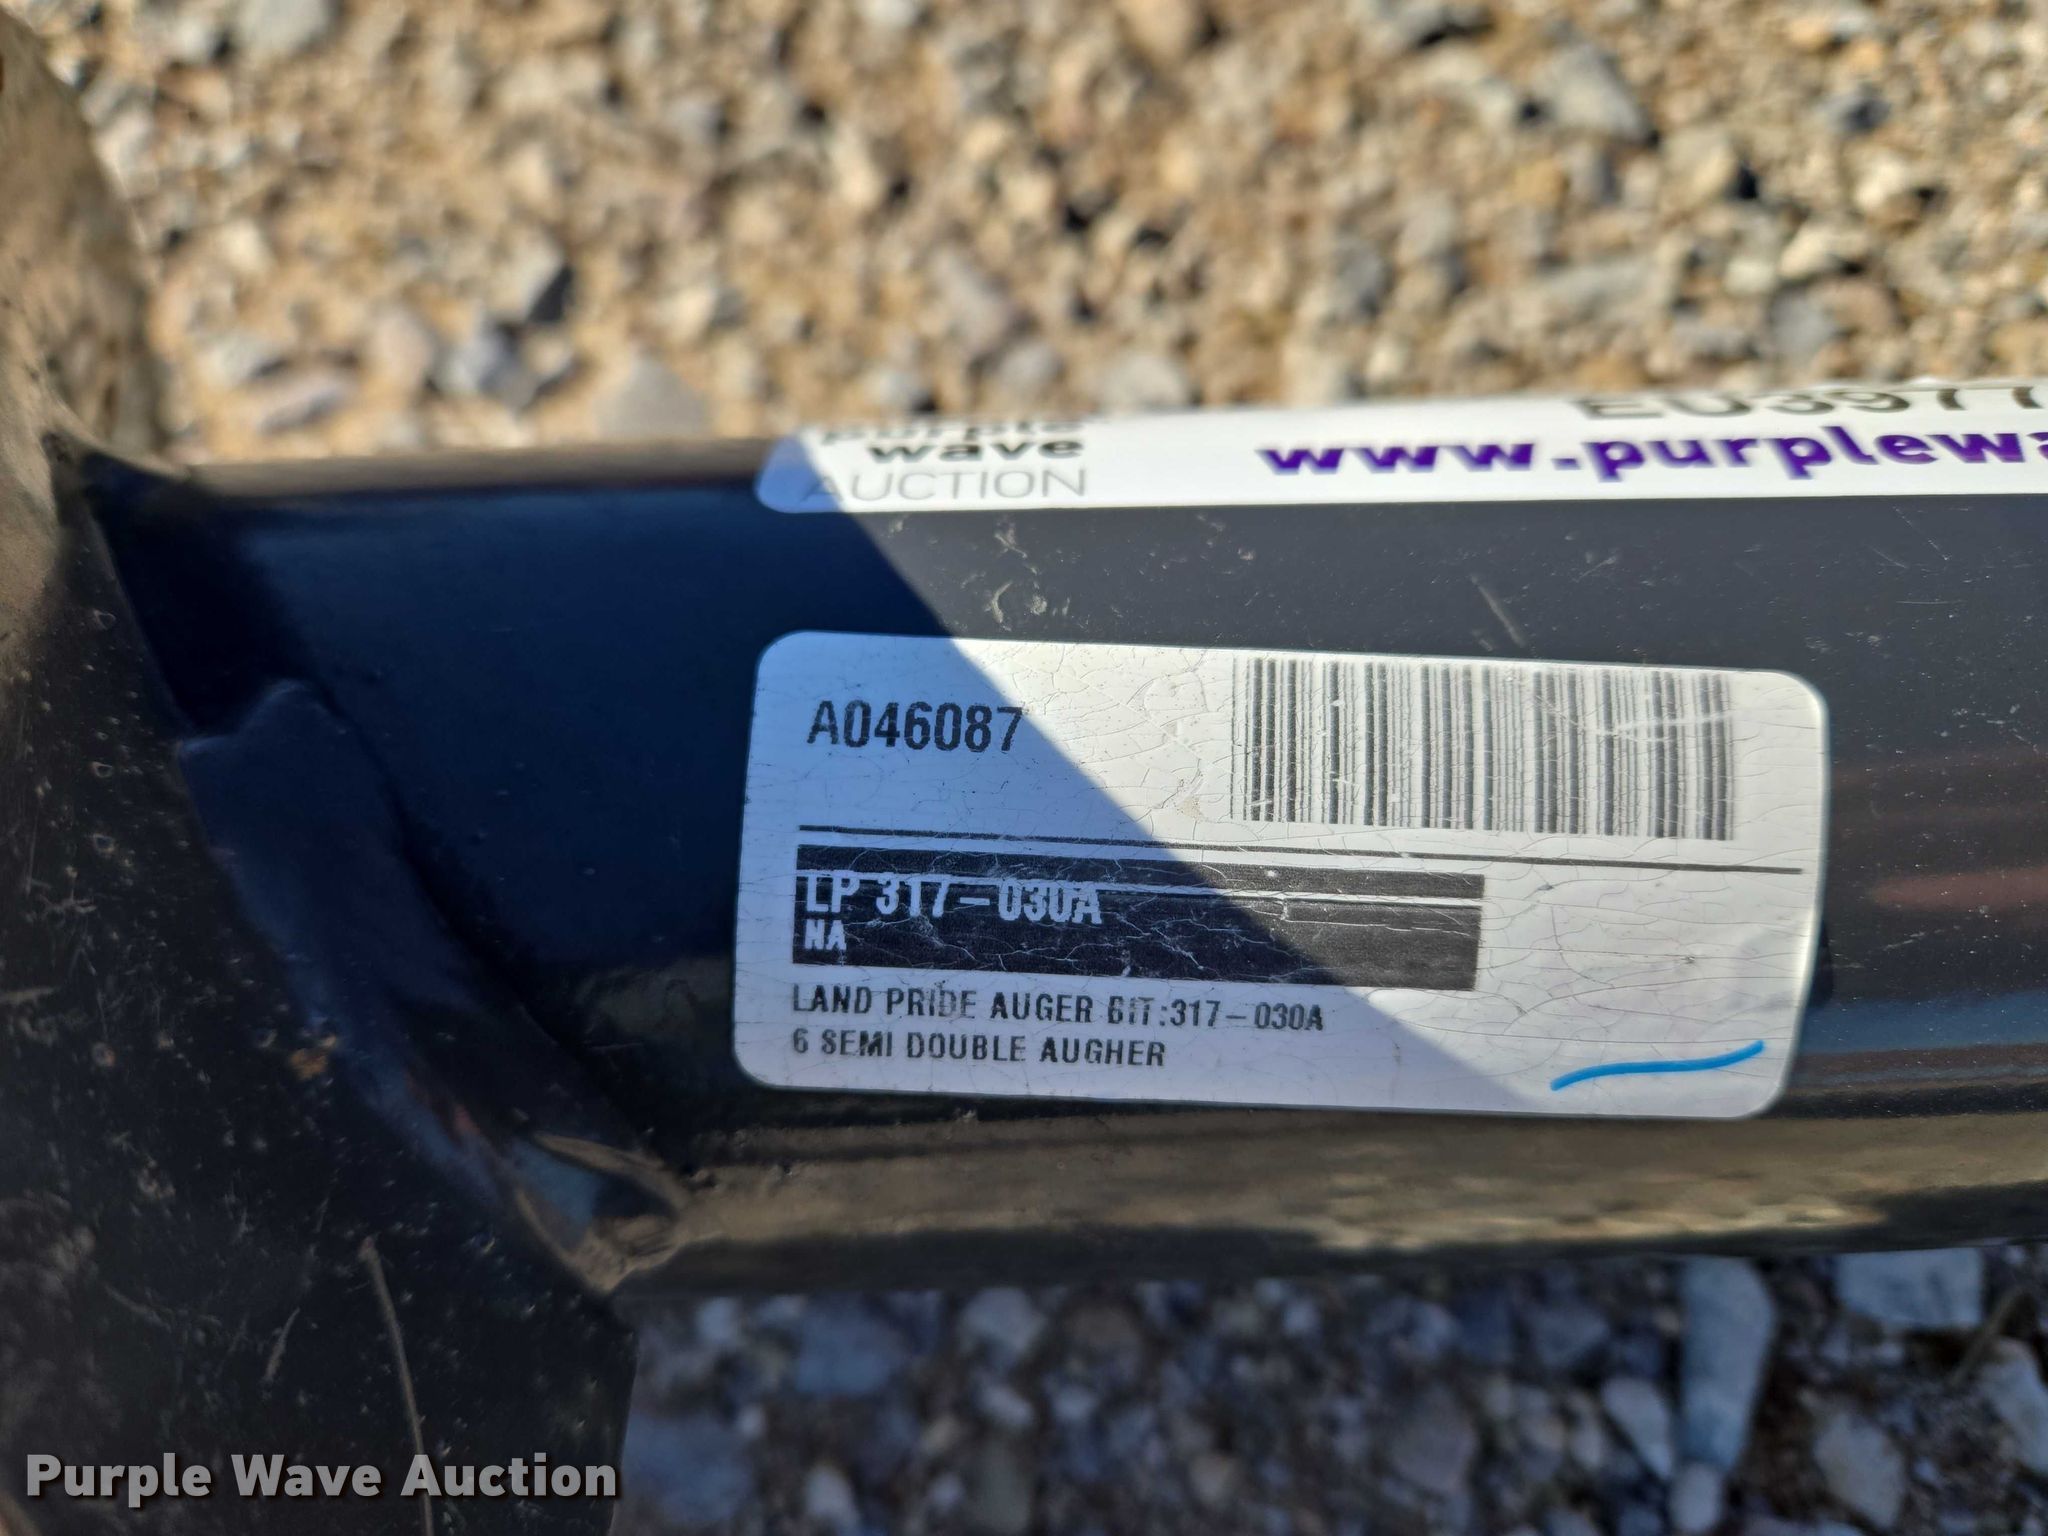 EU3977
purple
wave
AUCTION
www.purplewa
A046087
LP 317-030A
NA
LAND PRIDE AUGER BIT:317-030A
6 SEMI DOUBLE AUGHER
Purple Wave Auction